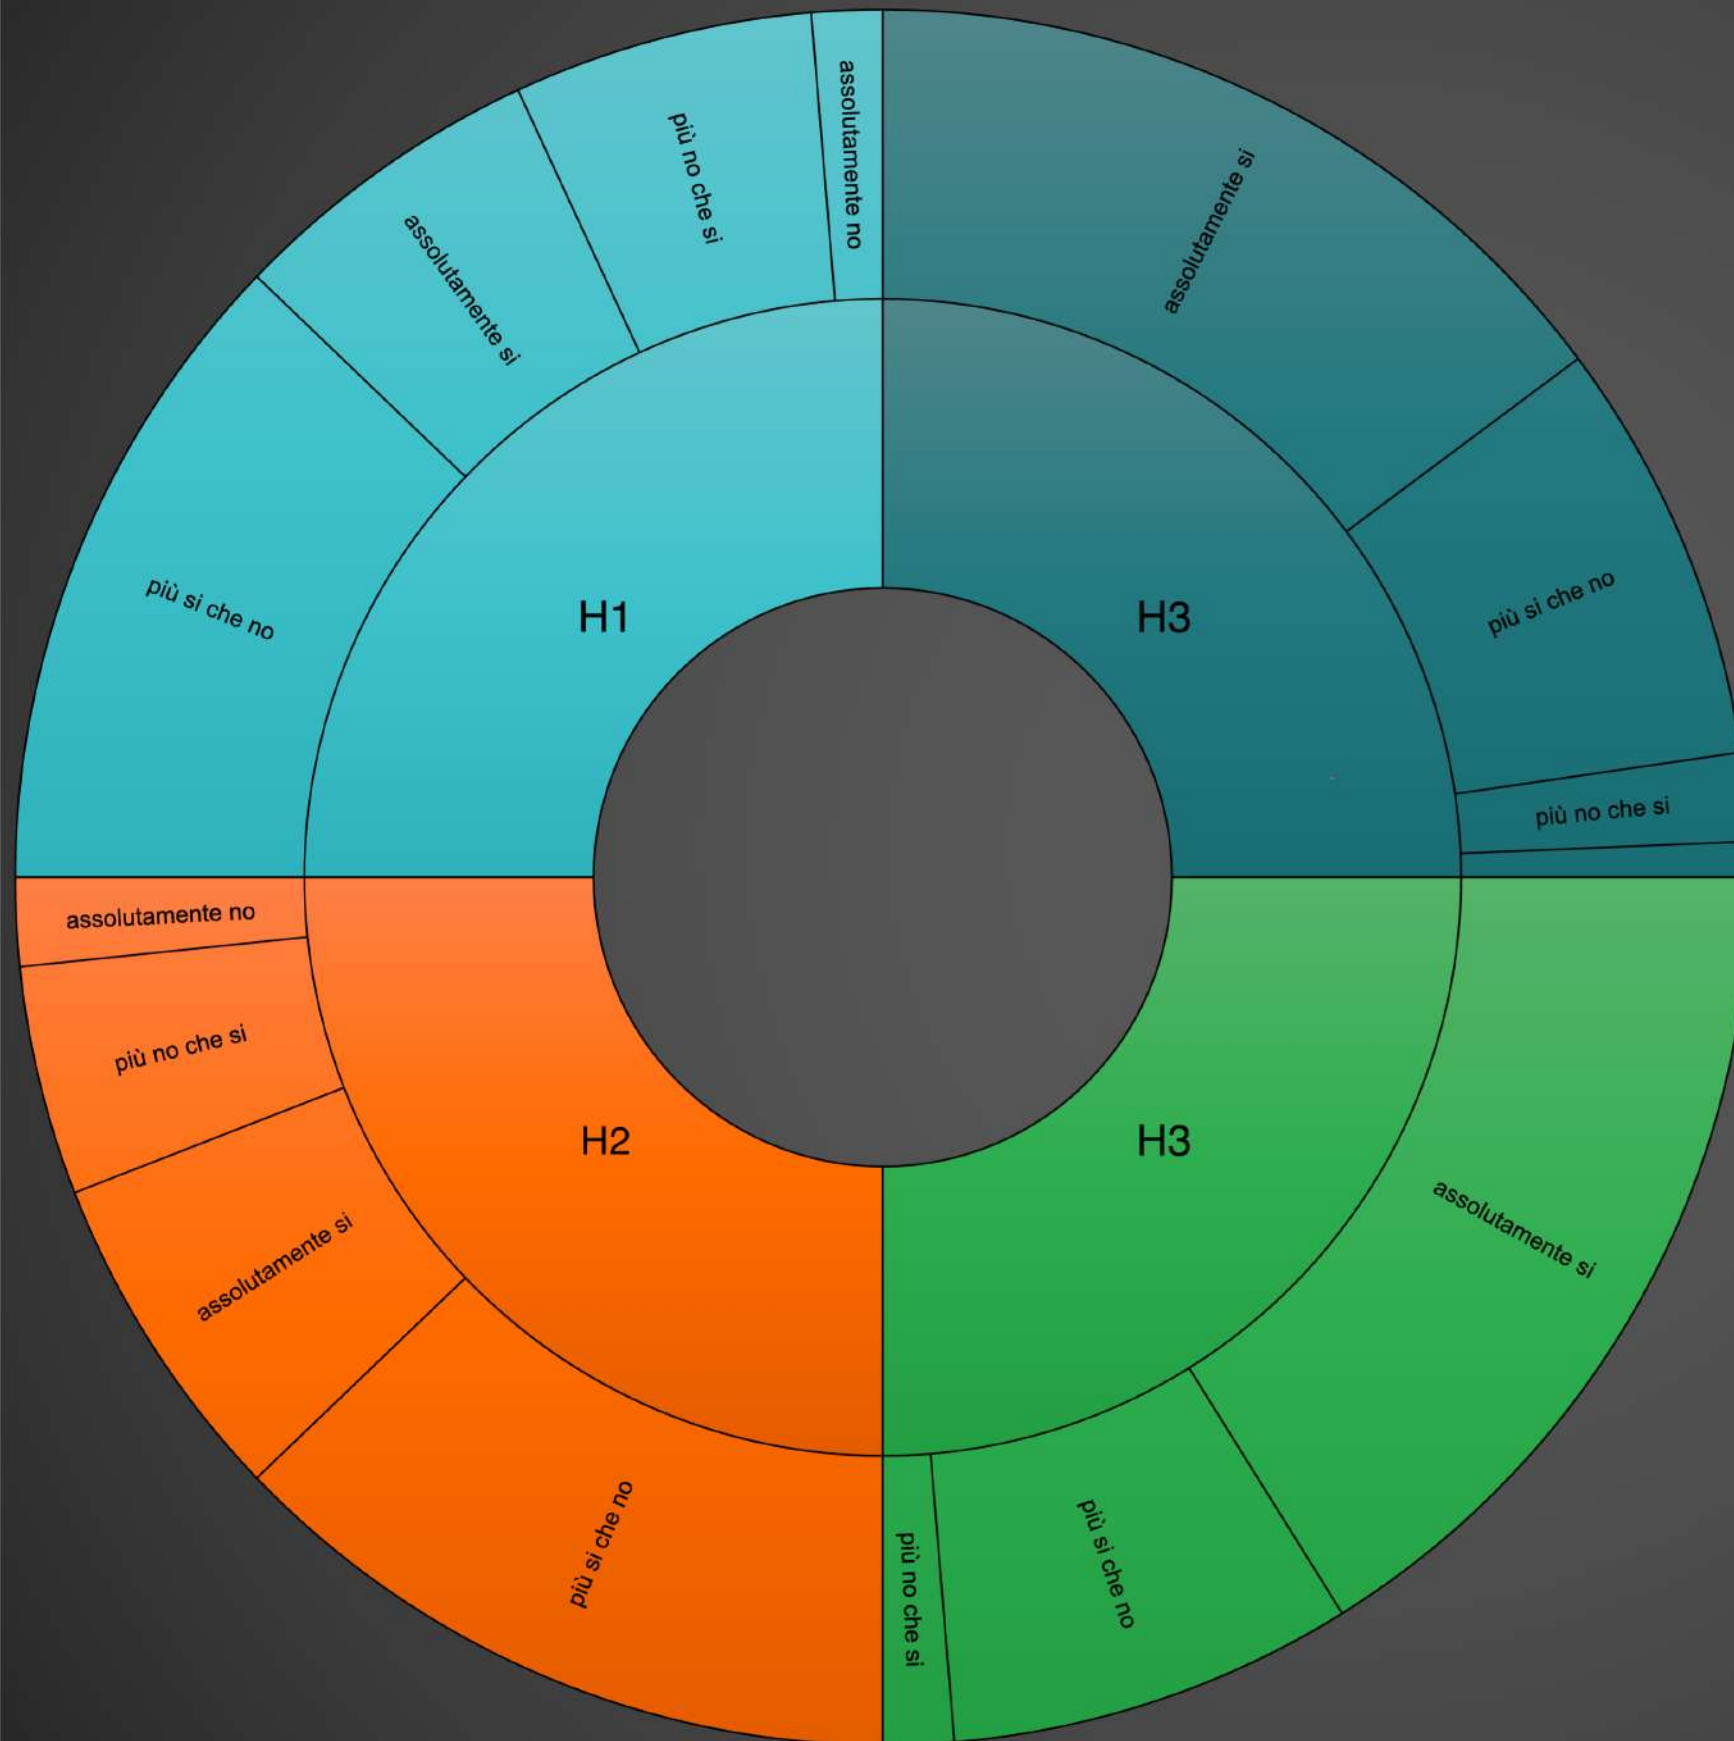 assolutamente no
più no che si
assolutamente si
più si che no
H1
assolutamente si
più si che no
più no che si
H3
assolutamente no
più no che si
assolutamente si
più si che no
H2
assolutamente si
più si che no
più no che si
H3